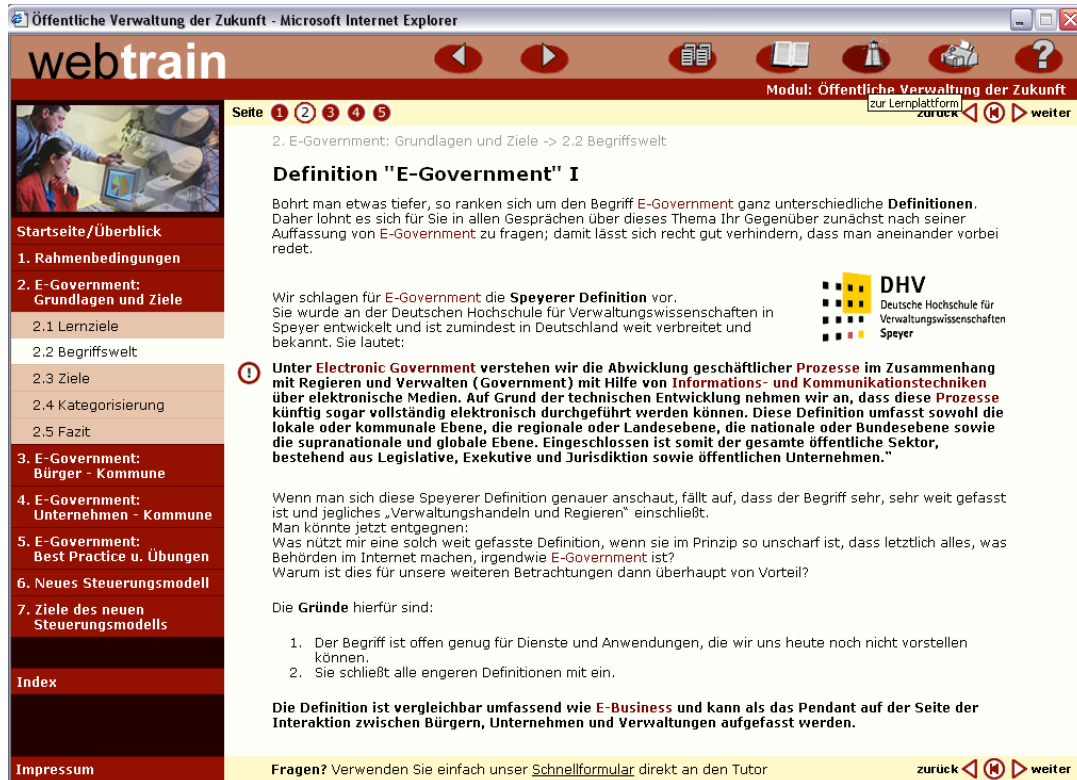 Öffentliche Verwaltung der Zukunft - Microsoft Internet Explorer
webtrain
?
Modul: Öffentliche Verwaltung der Zukunft
zur Lernplattform
Seite 1 2 3 4 5
zurück weiter
2. E-Government: Grundlagen und Ziele -> 2.2 Begriffswelt
Definition "E-Government" I
Bohrt man etwas tiefer, so ranken sich um den Begriff E-Government ganz unterschiedliche Definitionen.
Daher lohnt es sich für Sie in allen Gesprächen über dieses Thema Ihr Gegenüber zunächst nach seiner
Auffassung von E-Government zu fragen; damit lässt sich recht gut verhindern, dass man aneinander vorbei
redet.
Wir schlagen für E-Government die Speyerer Definition vor.
Sie wurde an der Deutschen Hochschule für Verwaltungswissenschaften in
Speyer entwickelt und ist zumindest in Deutschland weit verbreitet und
bekannt. Sie lautet:
DHV
Deutsche Hochschule für
Verwaltungswissenschaften
Speyer
Unter Electronic Government verstehen wir die Abwicklung geschäftlicher Prozesse im Zusammenhang
mit Regieren und Verwalten (Government) mit Hilfe von Informations- und Kommunikationstechniken
über elektronische Medien. Auf Grund der technischen Entwicklung nehmen wir an, dass diese Prozesse
künftig sogar vollständig elektronisch durchgeführt werden können. Diese Definition umfasst sowohl die
lokale oder kommunale Ebene, die regionale oder Landesebene, die nationale oder Bundesebene sowie
die supranationale und globale Ebene. Eingeschlossen ist somit der gesamte öffentliche Sektor,
bestehend aus Legislative, Exekutive und Jurisdiktion sowie öffentlichen Unternehmen."
Wenn man sich diese Speyerer Definition genauer anschaut, fällt auf, dass der Begriff sehr, sehr weit gefasst
ist und jegliches „Verwaltungshandeln und Regieren" einschließt.
Man könnte jetzt entgegnen:
Was nützt mir eine solch weit gefasste Definition, wenn sie im Prinzip so unscharf ist, dass letztlich alles, was
Behörden im Internet machen, irgendwie E-Government ist?
Warum ist dies für unsere weiteren Betrachtungen dann überhaupt von Vorteil?
Die Gründe hierfür sind:
1. Der Begriff ist offen genug für Dienste und Anwendungen, die wir uns heute noch nicht vorstellen
können.
2. Sie schließt alle engeren Definitionen mit ein.
Die Definition ist vergleichbar umfassend wie E-Business und kann als das Pendant auf der Seite der
Interaktion zwischen Bürgern, Unternehmen und Verwaltungen aufgefasst werden.
Startseite/Überblick
1. Rahmenbedingungen
2. E-Government:
Grundlagen und Ziele
2.1 Lernziele
2.2 Begriffswelt
2.3 Ziele
2.4 Kategorisierung
2.5 Fazit
3. E-Government:
Bürger - Kommune
4. E-Government:
Unternehmen - Kommune
5. E-Government:
Best Practice u. Übungen
6. Neues Steuerungsmodell
7. Ziele des neuen
Steuerungsmodells
Index
Impressum
Fragen? Verwenden Sie einfach unser Schnellformular direkt an den Tutor
zurück weiter